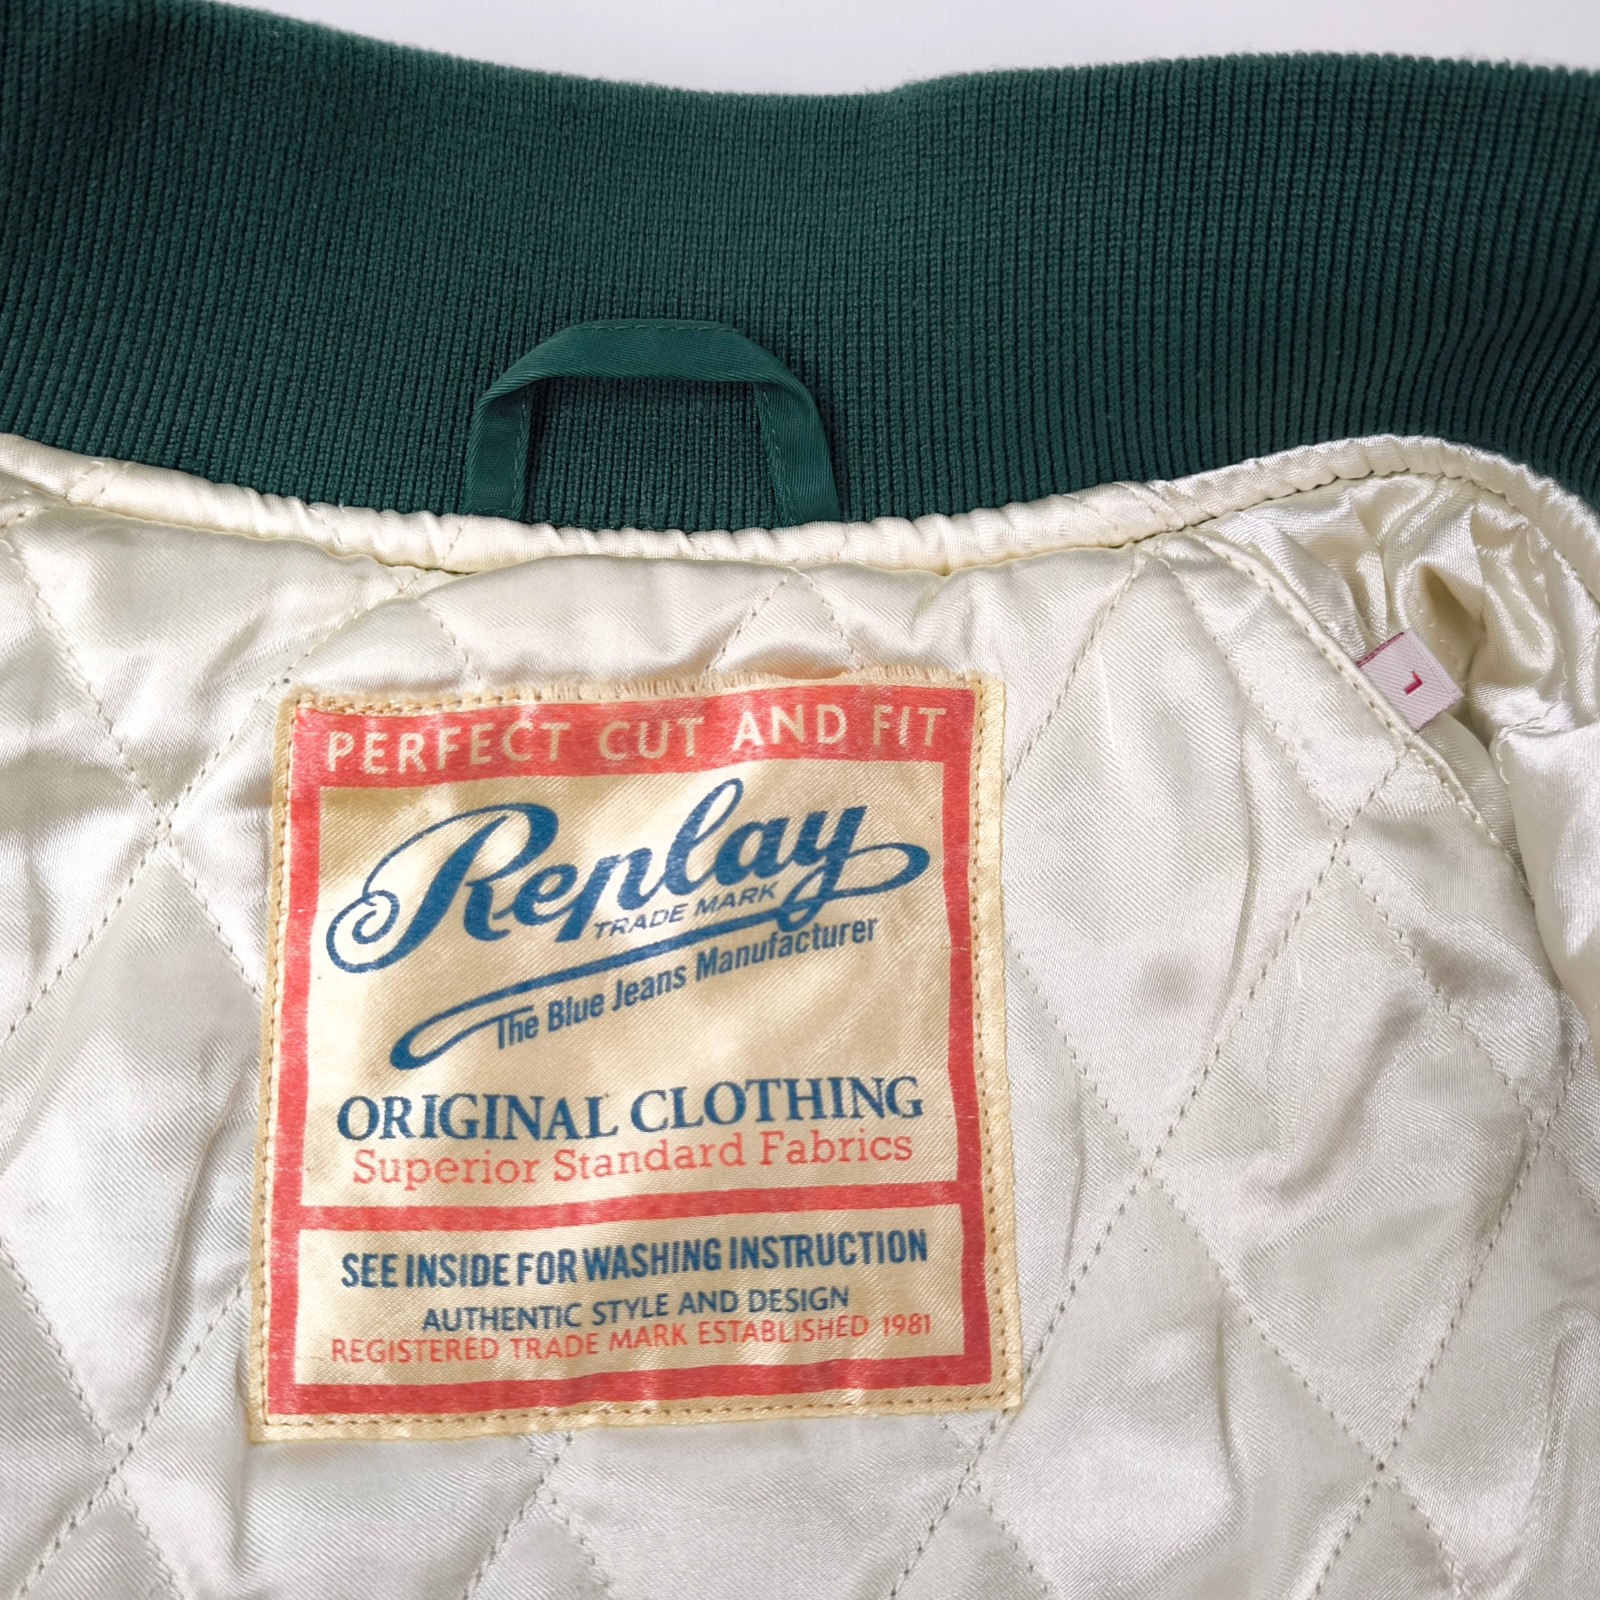 PERFECT CUT AND FIT
Replay
TRADE MARK
The Blue Jeans Manufacturer
ORIGINAL CLOTHING
Superior Standard Fabrics
SEE INSIDE FOR WASHING INSTRUCTION
AUTHENTIC STYLE AND DESIGN
REGISTERED TRADE MARK ESTABLISHED 1981
L